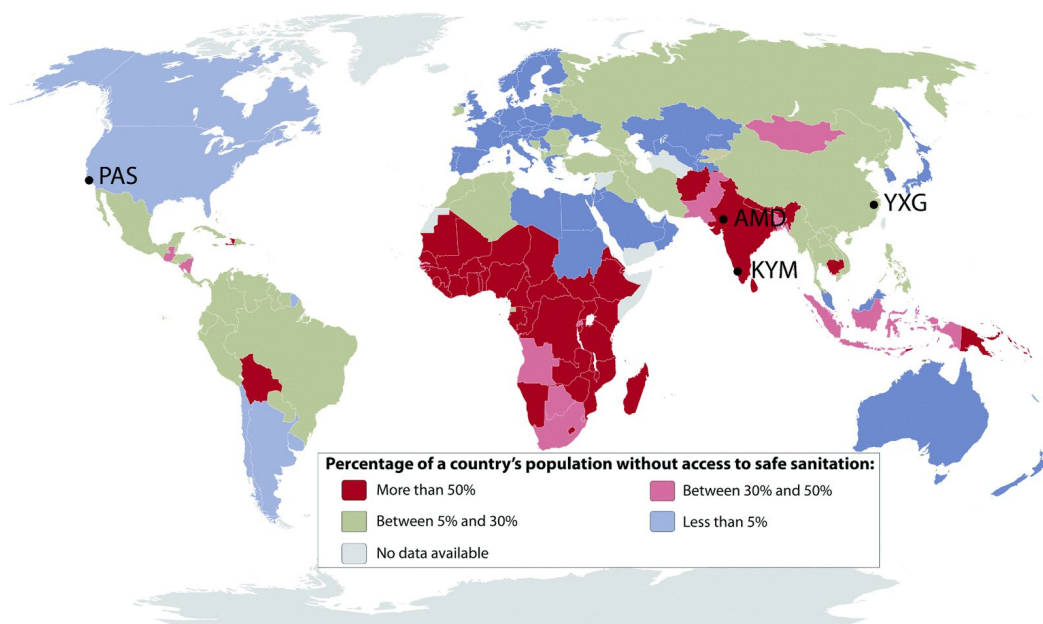 PAS
YXG
AMD
KYM
Percentage of a country's population without access to safe sanitation:
More than 50%
Between 30% and 50%
Between 5% and 30%
Less than 5%
No data available